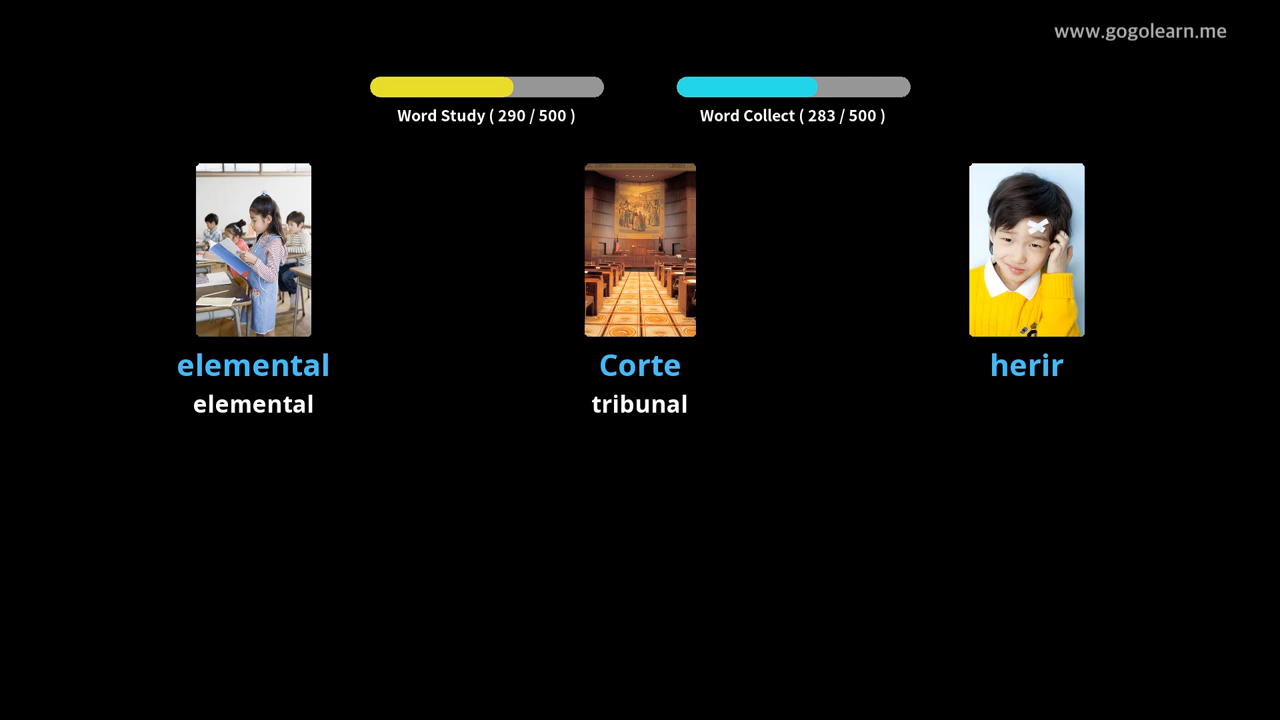 www.gogolearn.me
Word Study ( 290 / 500 )
Word Collect ( 283 / 500 )
elemental
elemental
Corte
tribunal
herir